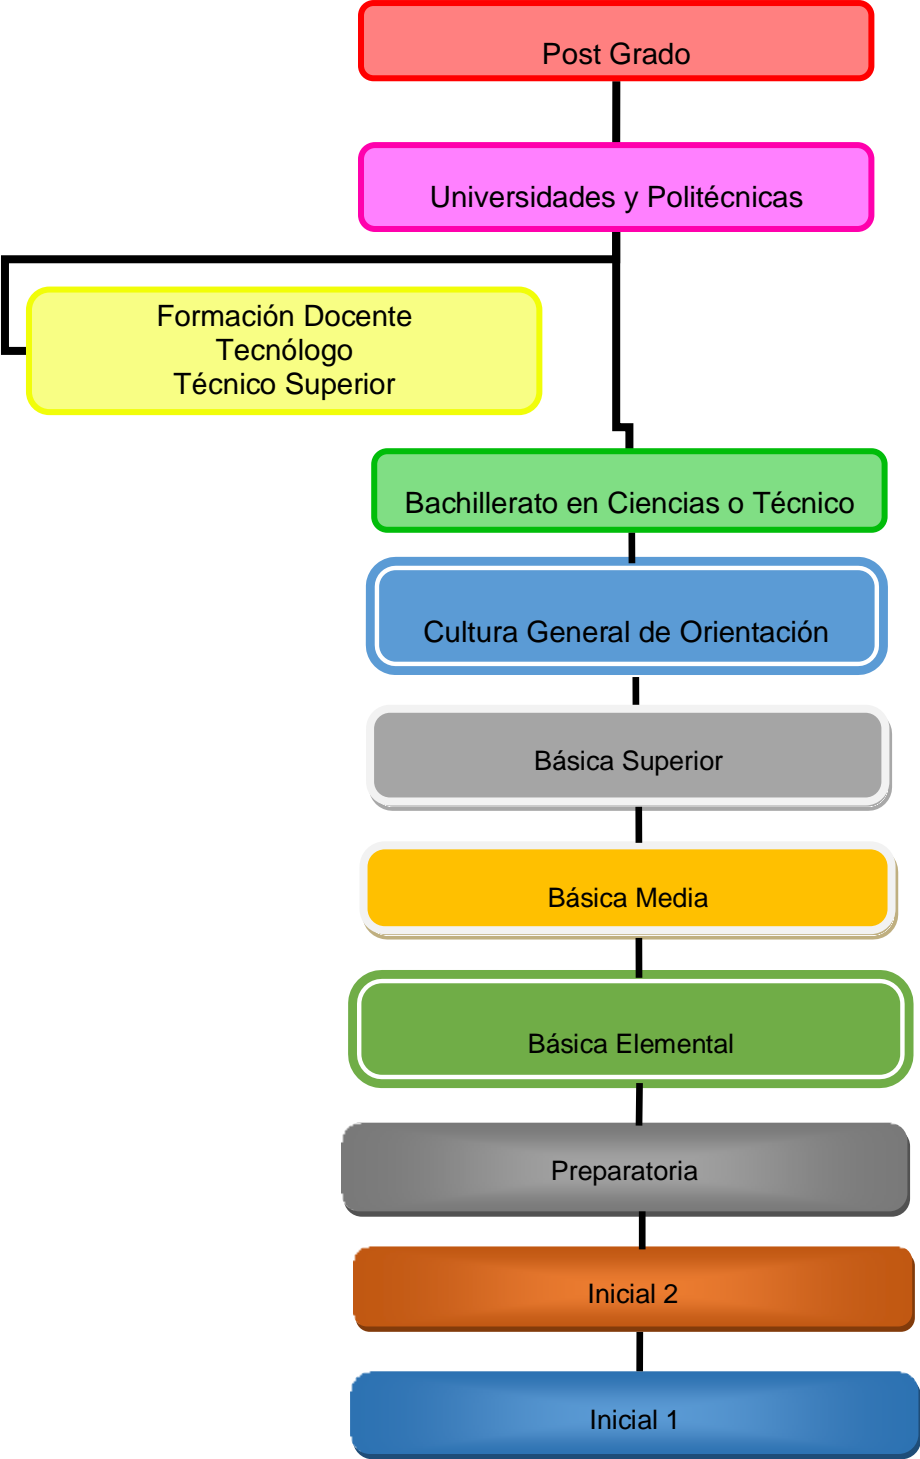 Post Grado
Universidades y Politécnicas
Formación Docente
Tecnólogo
Técnico Superior
Bachillerato en Ciencias o Técnico
Cultura General de Orientación
Básica Superior
Básica Media
Básica Elemental
Preparatoria
Inicial 2
Inicial 1